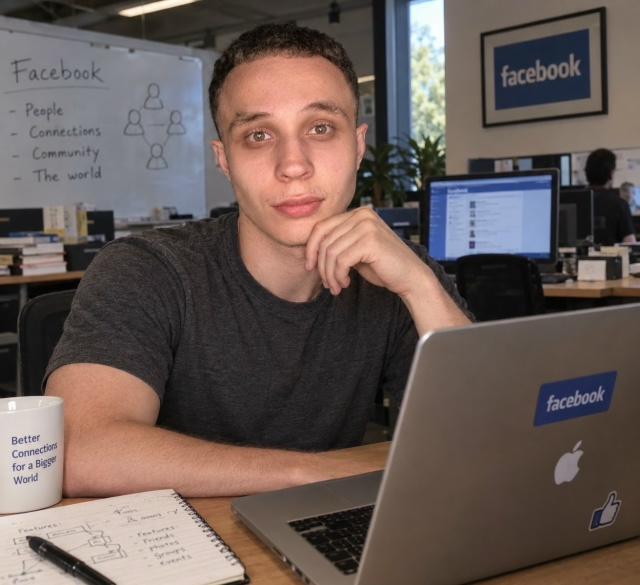 Facebook
- People
- Connections
- Community
- The world
facebook
facebook
facebook
Better
Connections
for a Bigger
World
Features:
Features:
- Friends
- Photos
- Groups
- events